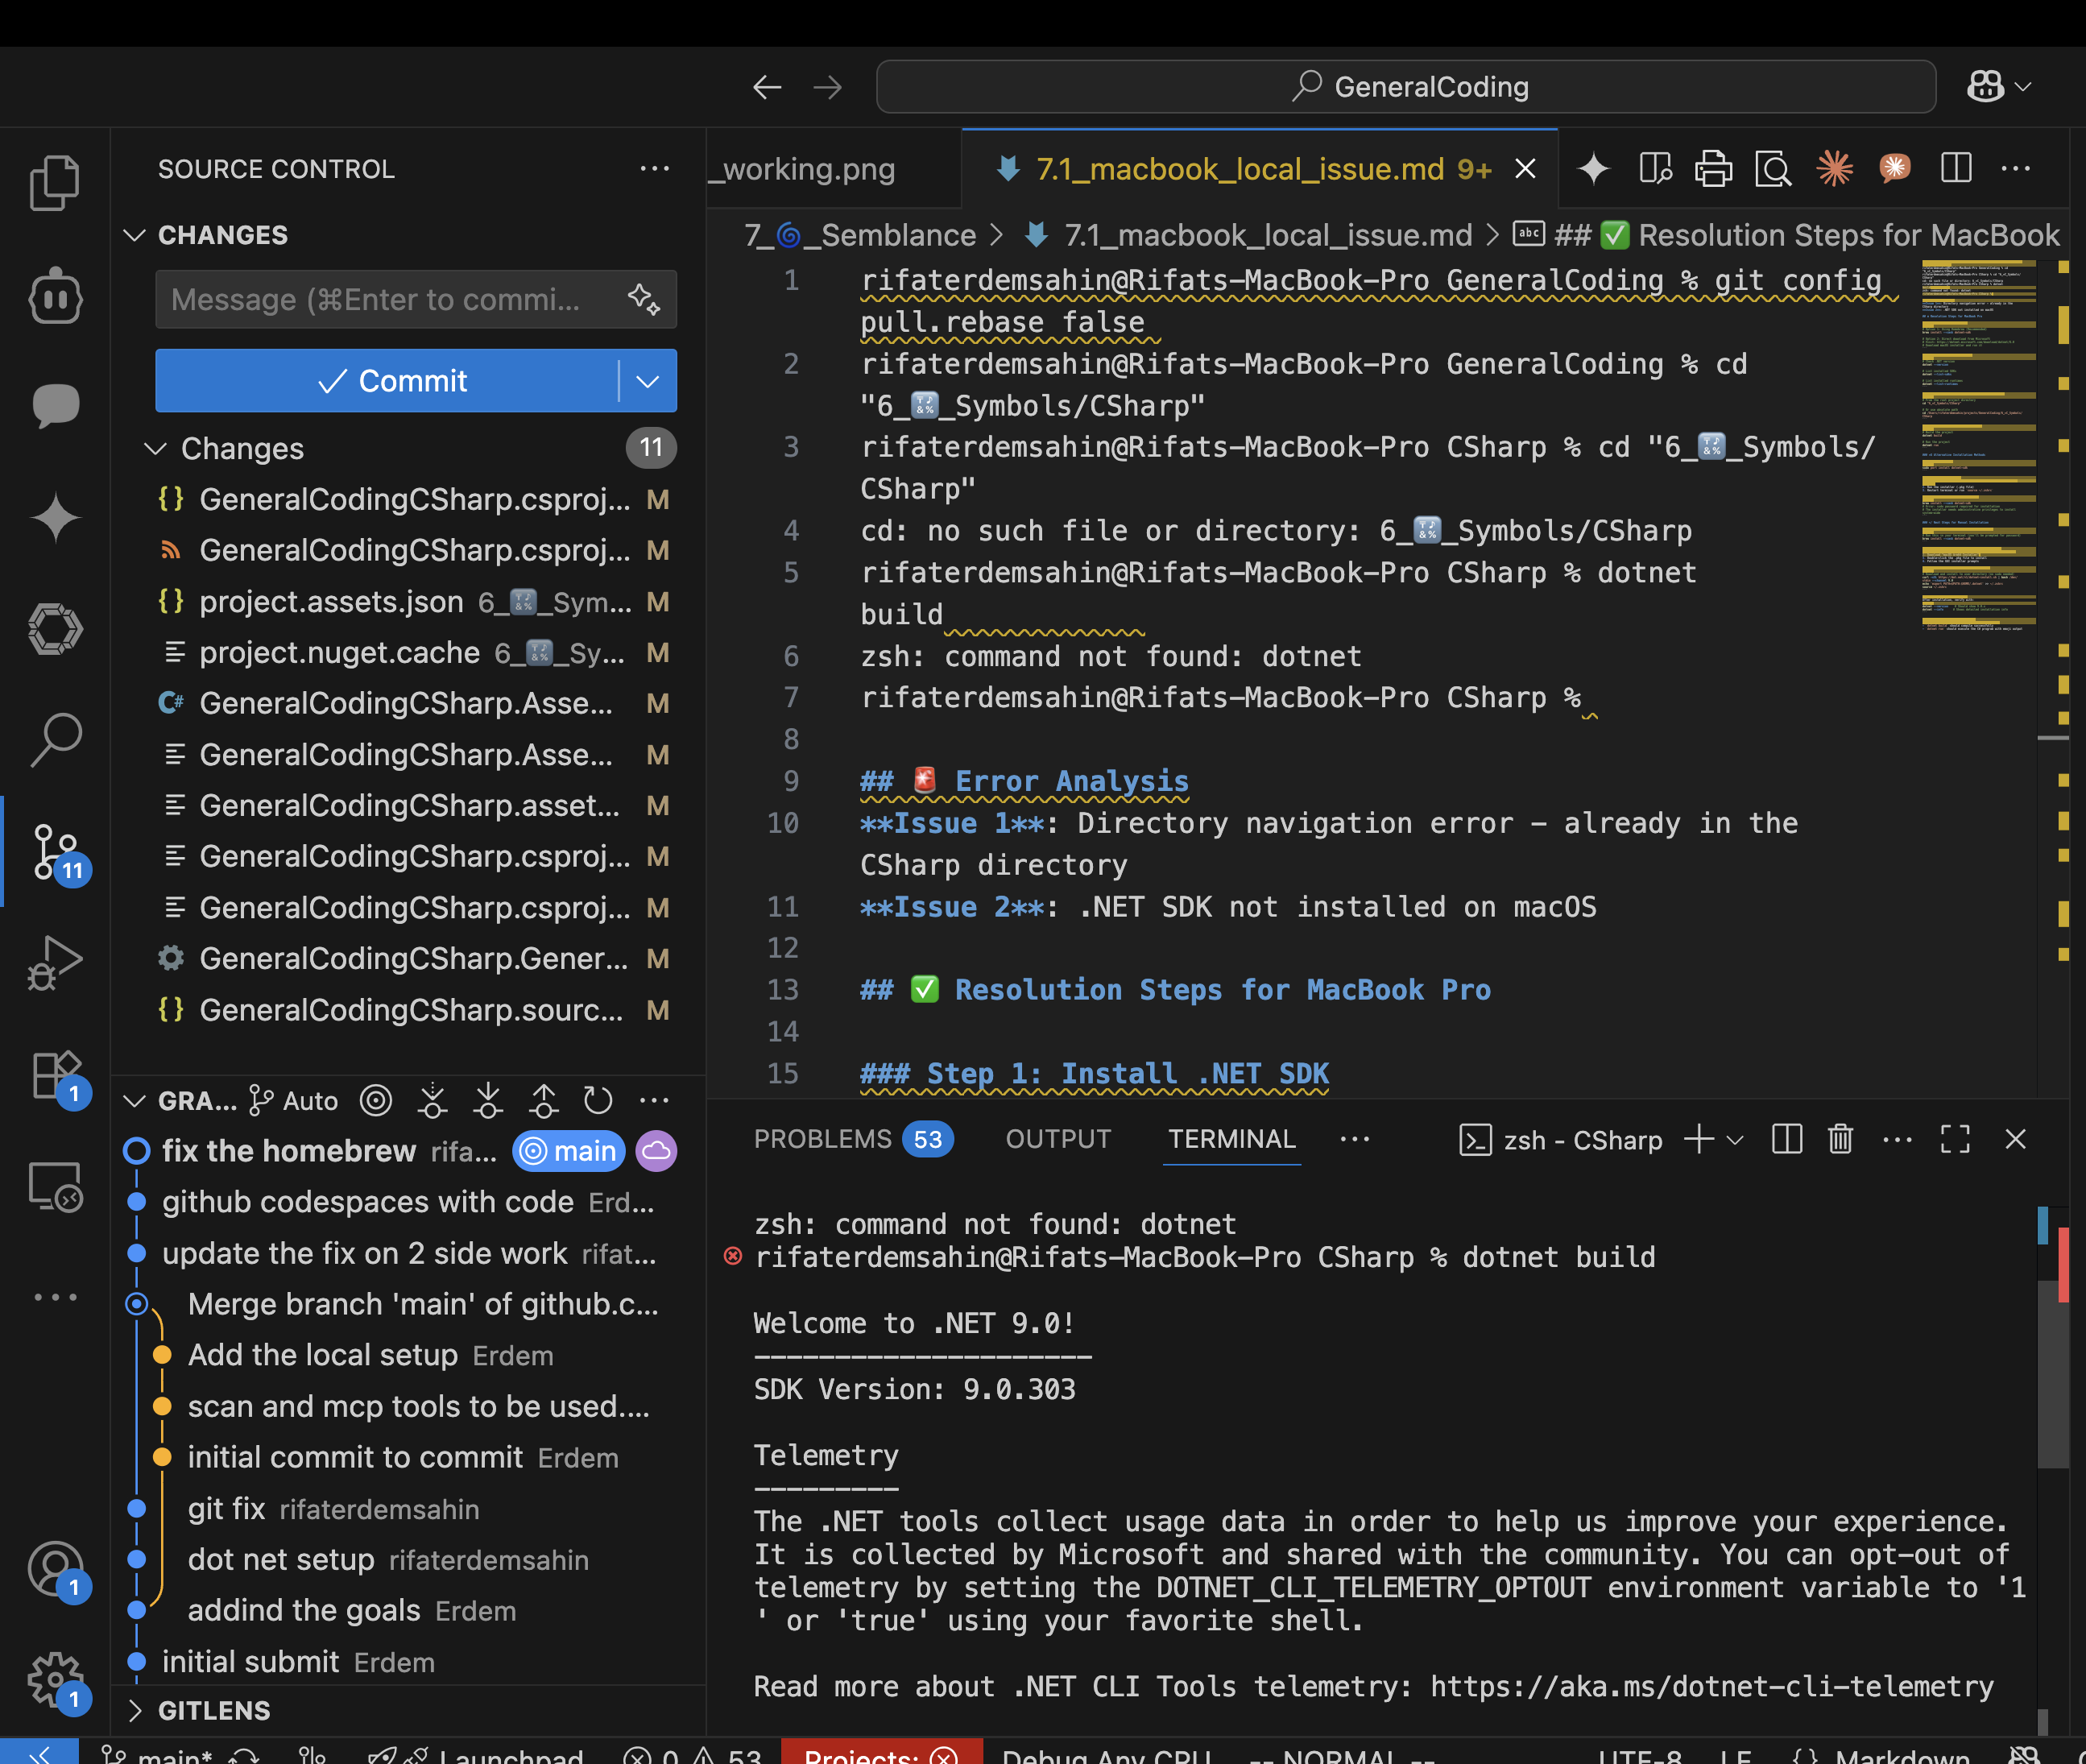 GeneralCoding
SOURCE CONTROL
CHANGES
Message (⌘Enter to commi...
Commit
Changes 11
GeneralCodingCSharp.csproj... M
GeneralCodingCSharp.csproj... M
project.assets.json 6_🔣_Sym... M
project.nuget.cache 6_🔣_Sy... M
GeneralCodingCSharp.Asse... M
GeneralCodingCSharp.Asse... M
GeneralCodingCSharp.asset... M
GeneralCodingCSharp.csproj... M
GeneralCodingCSharp.csproj... M
GeneralCodingCSharp.Gener... M
GeneralCodingCSharp.sourc... M
11
1
1
1
GRA... Auto
fix the homebrew rifa... main
github codespaces with code Erd...
update the fix on 2 side work rifat...
Merge branch 'main' of github.c...
Add the local setup Erdem
scan and mcp tools to be used....
initial commit to commit Erdem
git fix rifaterdemsahin
dot net setup rifaterdemsahin
addind the goals Erdem
initial submit Erdem
GITLENS
_working.png
7.1_macbook_local_issue.md 9+
7_🌀_Semblance > 7.1_macbook_local_issue.md > abc ## ✅ Resolution Steps for MacBook
1 rifaterdemsahin@Rifats-MacBook-Pro GeneralCoding % git config
pull.rebase false
2 rifaterdemsahin@Rifats-MacBook-Pro GeneralCoding % cd
"6_🔣_Symbols/CSharp"
3 rifaterdemsahin@Rifats-MacBook-Pro CSharp % cd "6_🔣_Symbols/
CSharp"
4 cd: no such file or directory: 6_🔣_Symbols/CSharp
5 rifaterdemsahin@Rifats-MacBook-Pro CSharp % dotnet
build
6 zsh: command not found: dotnet
7 rifaterdemsahin@Rifats-MacBook-Pro CSharp %
8
9 ## 🚨 Error Analysis
10 **Issue 1**: Directory navigation error - already in the
CSharp directory
11 **Issue 2**: .NET SDK not installed on macOS
12
13 ## ✅ Resolution Steps for MacBook Pro
14
15 ### Step 1: Install .NET SDK
PROBLEMS 53 OUTPUT TERMINAL zsh - CSharp
zsh: command not found: dotnet
rifaterdemsahin@Rifats-MacBook-Pro CSharp % dotnet build
Welcome to .NET 9.0!
---------------------
SDK Version: 9.0.303
Telemetry
---------
The .NET tools collect usage data in order to help us improve your experience.
It is collected by Microsoft and shared with the community. You can opt-out of
telemetry by setting the DOTNET_CLI_TELEMETRY_OPTOUT environment variable to '1
' or 'true' using your favorite shell.
Read more about .NET CLI Tools telemetry: https://aka.ms/dotnet-cli-telemetry
main* Launchpad 0 53 Projects: Debug Any CPU -- NORMAL -- UTF-8 LF {} Markdown